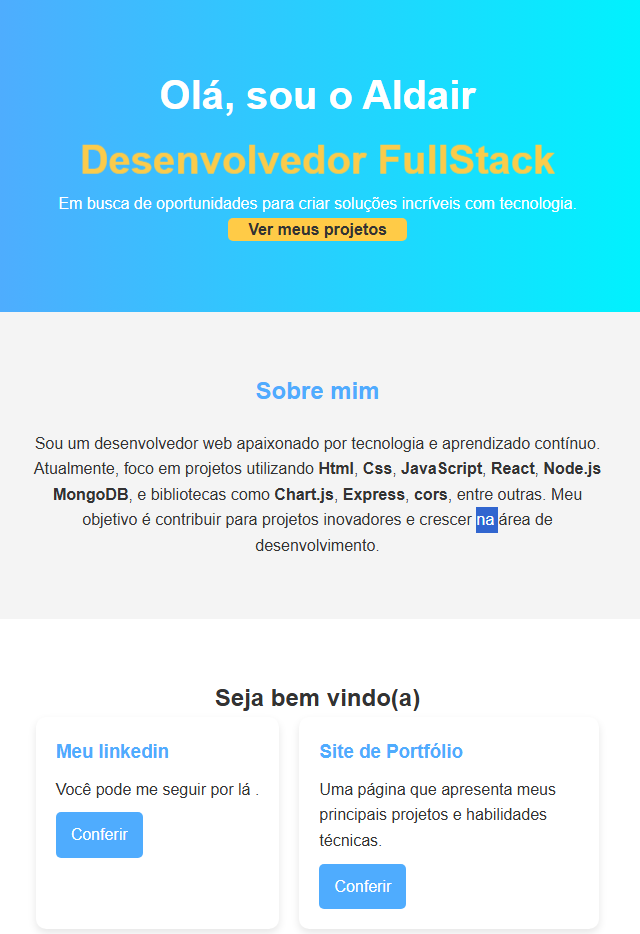 Olá, sou o Aldair
Desenvolvedor FullStack
Em busca de oportunidades para criar soluções incríveis com tecnologia.
Ver meus projetos
Sobre mim
Sou um desenvolvedor web apaixonado por tecnologia e aprendizado contínuo.
Atualmente, foco em projetos utilizando Html, Css, JavaScript, React, Node.js
MongoDB, e bibliotecas como Chart.js, Express, cors, entre outras. Meu
objetivo é contribuir para projetos inovadores e crescer na área de
desenvolvimento.
Seja bem vindo(a)
Meu linkedin
Você pode me seguir por lá .
Conferir
Site de Portfólio
Uma página que apresenta meus
principais projetos e habilidades
técnicas.
Conferir